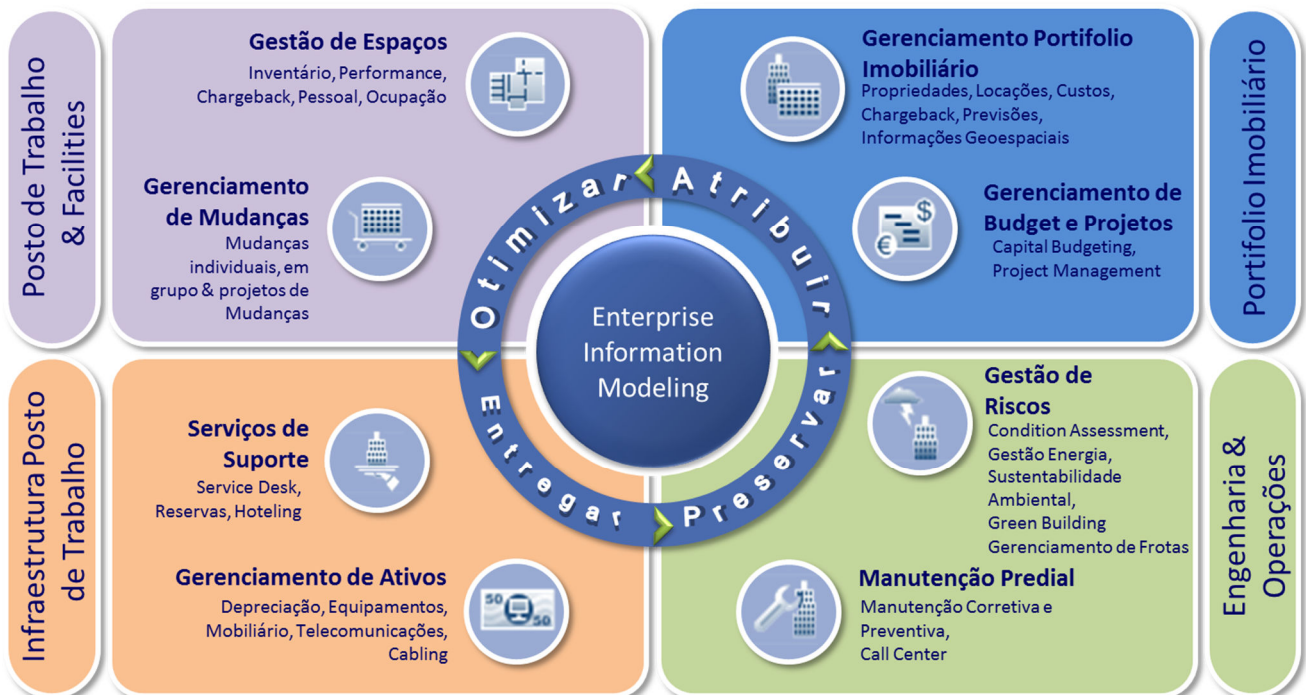 Posto de Trabalho
& Facilities
Gestão de Espaços
Inventário, Performance,
Chargeback, Pessoal, Ocupação
Gerenciamento
de Mudanças
Mudanças
individuais, em
grupo & projetos de
Mudanças
Gerenciamento Portifolio
Imobiliário
Propriedades, Locações, Custos,
Chargeback, Previsões,
Informações Geoespaciais
Gerenciamento de
Budget e Projetos
Capital Budgeting,
Project Management
$
€
Portifolio Imobiliário
Otimizar
Atribuir
Enterprise
Information
Modeling
Entregar
Preservar
Infraestrutura Posto
de Trabalho
Serviços de
Suporte
Service Desk,
Reservas, Hoteling
Gerenciamento de Ativos
Depreciação, Equipamentos,
Mobiliário, Telecomunicações,
Cabling
50
50
Gestão de
Riscos
Condition Assessment,
Gestão Energia,
Sustentabilidade
Ambiental,
Green Building
Gerenciamento de Frotas
Manutenção Predial
Manutenção Corretiva e
Preventiva,
Call Center
Engenharia &
Operações